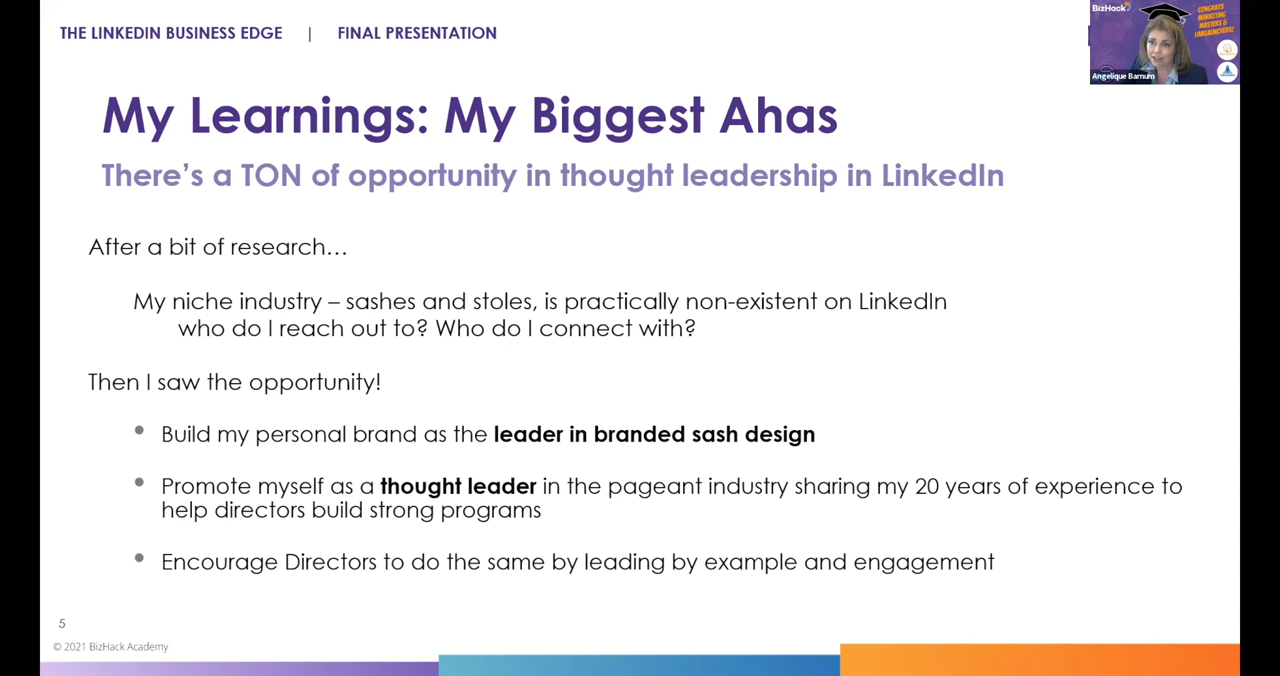 THE LINKEDIN BUSINESS EDGE | FINAL PRESENTATION
BizHack
CONGRATS
MARKETING
MASTERS &
LINKLAUNCHERS!
Angelique Barnum
My Learnings: My Biggest Ahas
There's a TON of opportunity in thought leadership in LinkedIn
After a bit of research…
My niche industry – sashes and stoles, is practically non-existent on LinkedIn
who do I reach out to? Who do I connect with?
Then I saw the opportunity!
• Build my personal brand as the leader in branded sash design
• Promote myself as a thought leader in the pageant industry sharing my 20 years of experience to
help directors build strong programs
• Encourage Directors to do the same by leading by example and engagement
5
© 2021 BizHack Academy